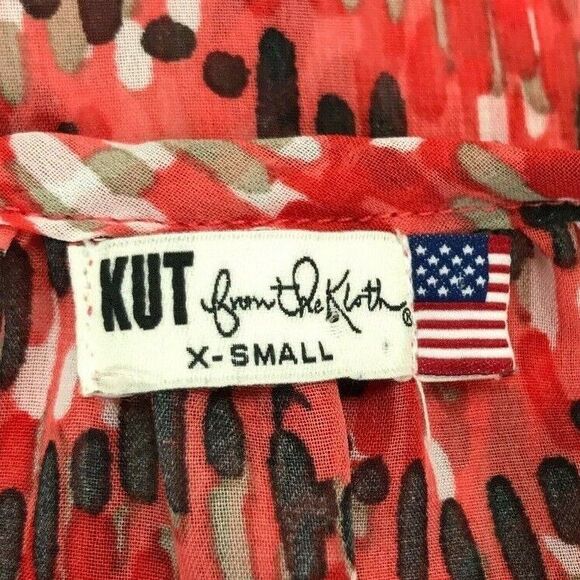 KUT from the Kloth®
X-SMALL